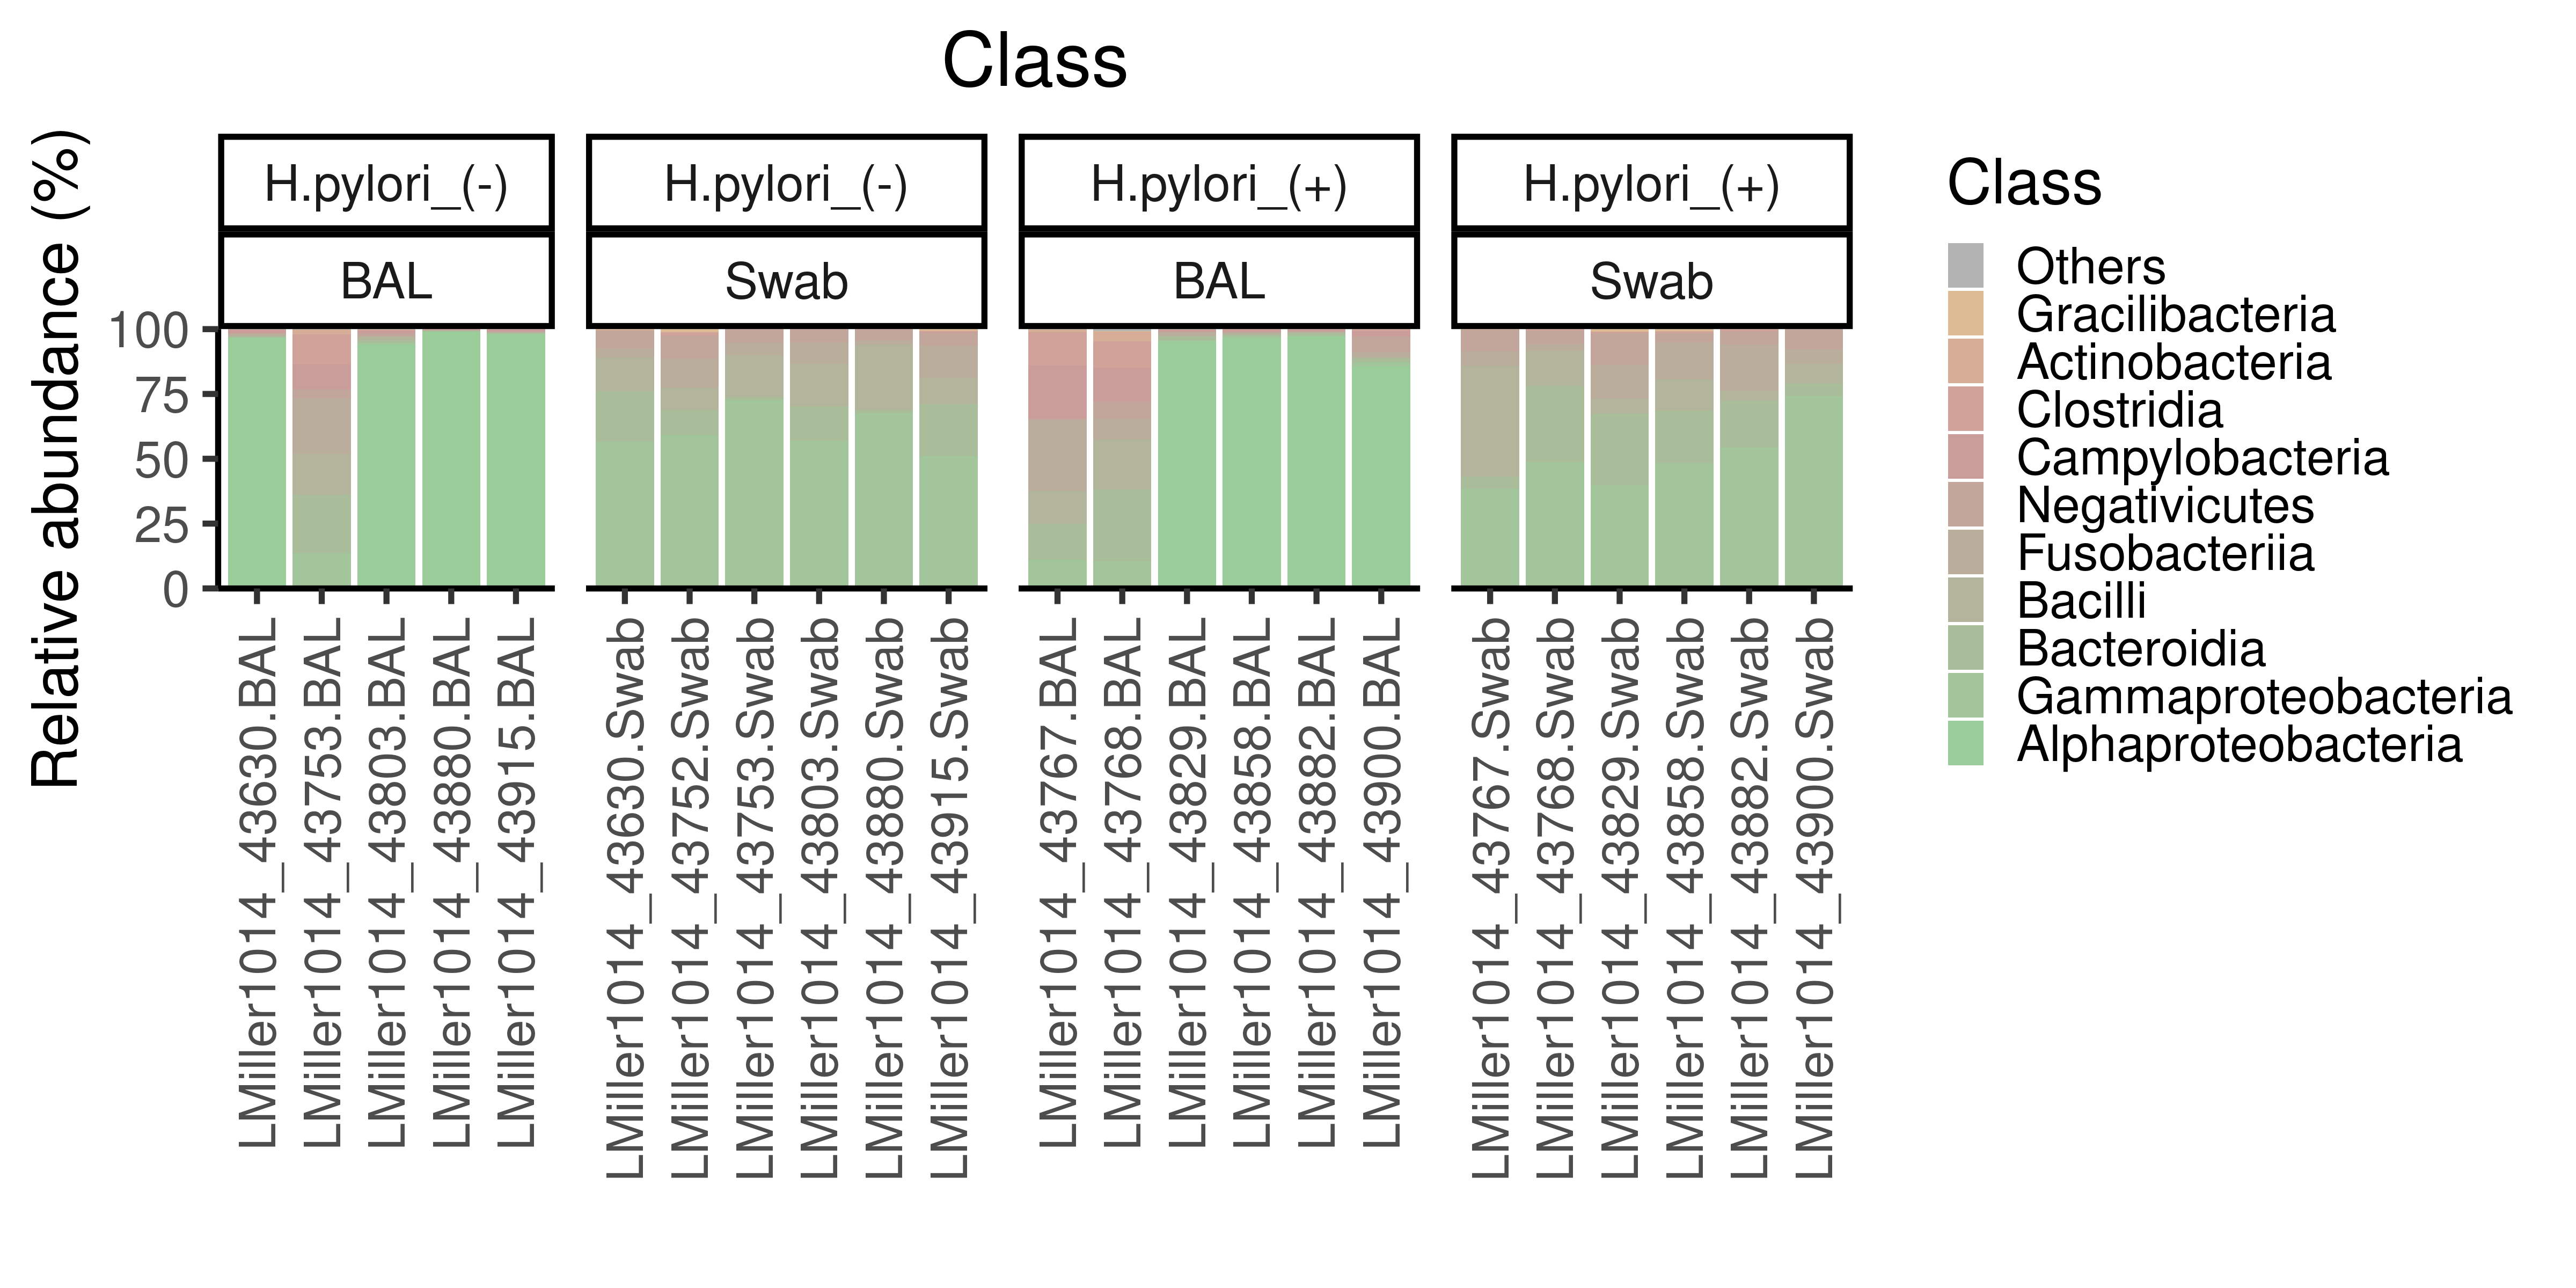 Class
Relative abundance (%)
H.pylori_(-)
H.pylori_(-)
H.pylori_(+)
H.pylori_(+)
BAL
Swab
BAL
Swab
100
75
50
25
0
LMiller1014_43630.BAL
LMiller1014_43753.BAL
LMiller1014_43803.BAL
LMiller1014_43880.BAL
LMiller1014_43915.BAL
LMiller1014_43630.Swab
LMiller1014_43752.Swab
LMiller1014_43753.Swab
LMiller1014_43803.Swab
LMiller1014_43880.Swab
LMiller1014_43915.Swab
LMiller1014_43767.BAL
LMiller1014_43768.BAL
LMiller1014_43829.BAL
LMiller1014_43858.BAL
LMiller1014_43882.BAL
LMiller1014_43900.BAL
LMiller1014_43767.Swab
LMiller1014_43768.Swab
LMiller1014_43829.Swab
LMiller1014_43858.Swab
LMiller1014_43882.Swab
LMiller1014_43900.Swab
Class
Others
Gracilibacteria
Actinobacteria
Clostridia
Campylobacteria
Negativicutes
Fusobacteriia
Bacilli
Bacteroidia
Gammaproteobacteria
Alphaproteobacteria